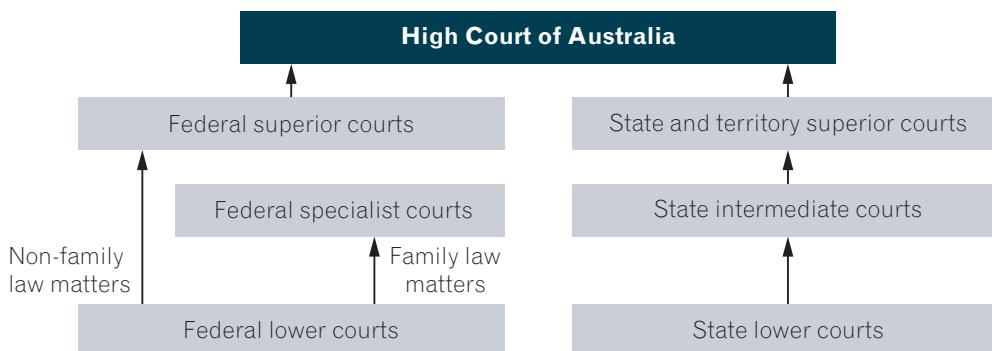 High Court of Australia
Federal superior courts
State and territory superior courts
Federal specialist courts
State intermediate courts
Non-family
law matters
Family law
matters
Federal lower courts
State lower courts